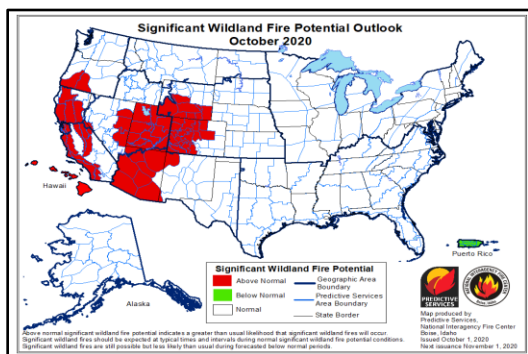 Significant Wildland Fire Potential Outlook
October 2020
Hawaii
Puerto Rico
Alaska
Significant Wildland Fire Potential
Above Normal
Below Normal
Normal
Geographic Area
Boundary
Predictive Services
Area Boundary
State Border
PREDICTIVE
SERVICES
Map produced by
Predictive Services,
National Interagency Fire Center
Boise, Idaho
Issued October 1, 2020
Next issuance November 1, 2020
Above normal significant wildland fire potential indicates a greater than usual likelihood that significant wildland fires will occur.
Significant wildland fires should be expected at typical times and intervals during normal significant wildland fire potential conditions.
Significant wildland fires are still possible but less likely than usual during forecasted below normal periods.